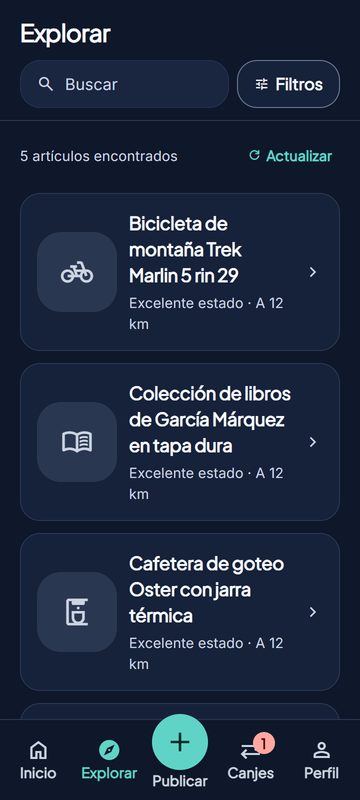 Explorar
Buscar
Filtros
5 artículos encontrados
Actualizar
Bicicleta de
montaña Trek
Marlin 5 rin 29
Excelente estado · A 12
km
Colección de libros
de García Márquez
en tapa dura
Excelente estado · A 12
km
Cafetera de goteo
Oster con jarra
térmica
Excelente estado · A 12
km
1
Inicio
Explorar
Publicar
Canjes
Perfil